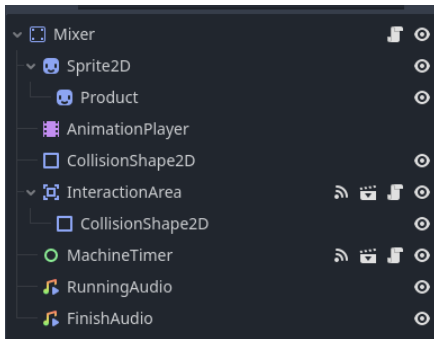 Mixer
Sprite2D
Product
AnimationPlayer
CollisionShape2D
InteractionArea
CollisionShape2D
MachineTimer
RunningAudio
FinishAudio